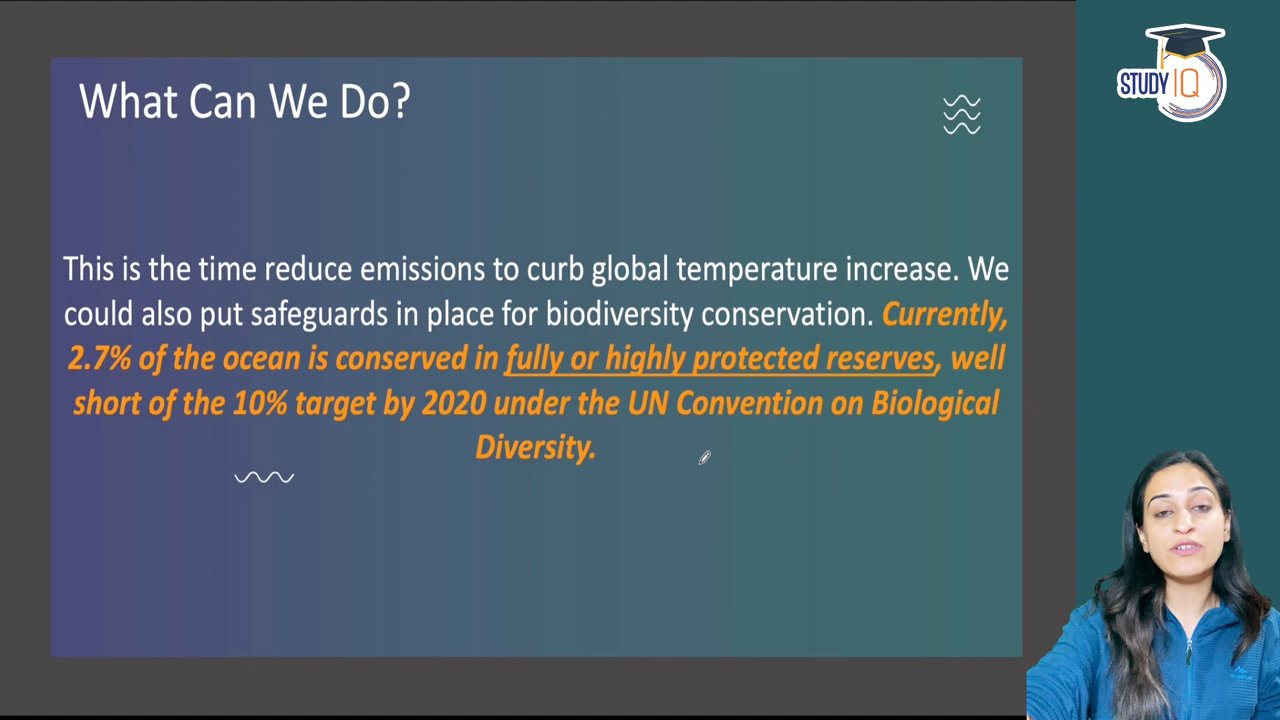 What Can We Do?
This is the time reduce emissions to curb global temperature increase. We
could also put safeguards in place for biodiversity conservation. Currently,
2.7% of the ocean is conserved in fully or highly protected reserves, well
short of the 10% target by 2020 under the UN Convention on Biological
Diversity.
STUDY IQ